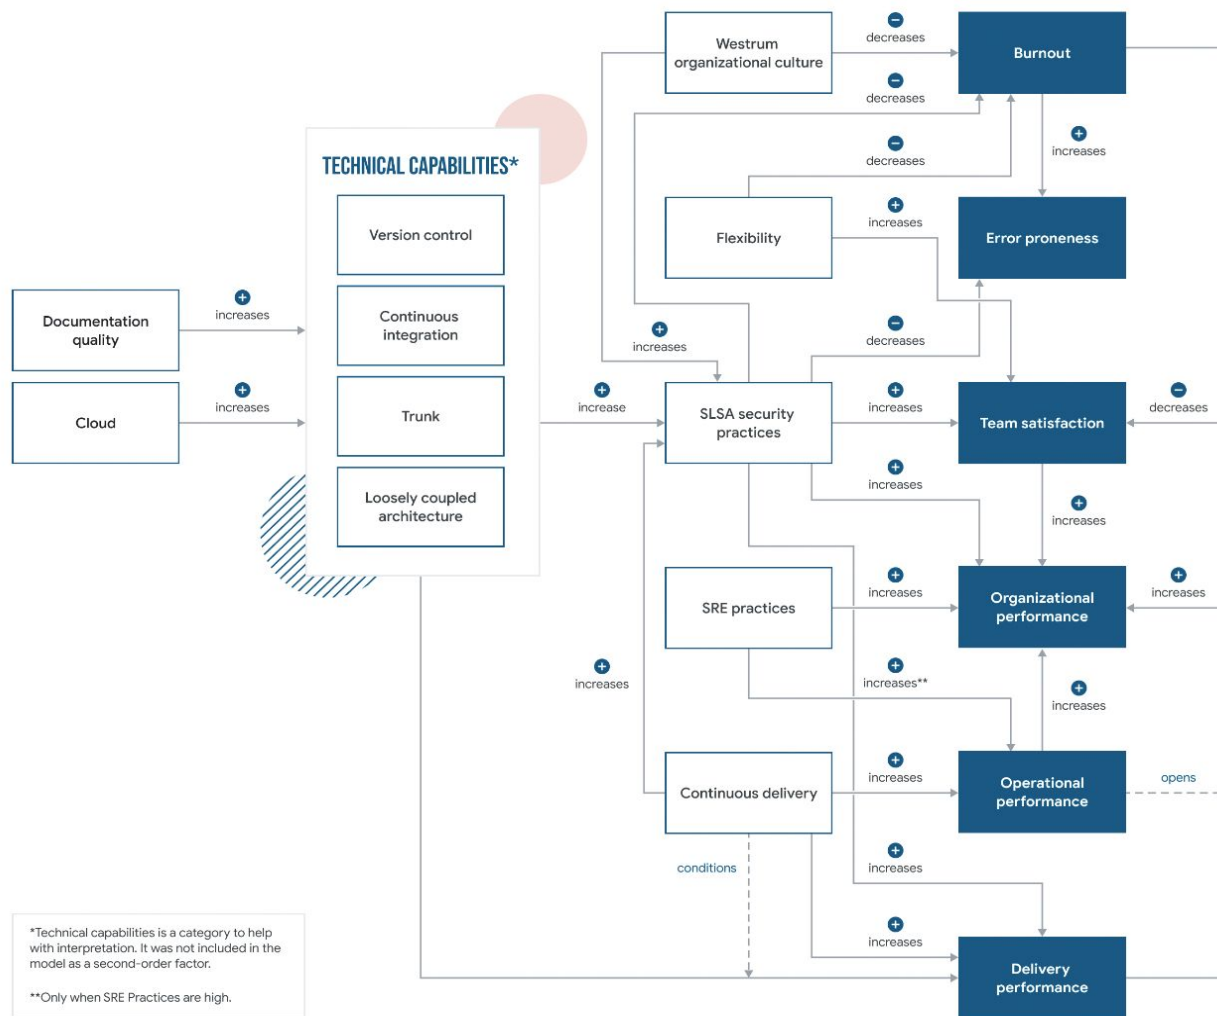 Westrum
organizational culture
decreases
Burnout
decreases
TECHNICAL CAPABILITIES*
decreases
increases
Version control
Flexibility
increases
Error proneness
Documentation
quality
increases
Continuous
integration
increases
decreases
Cloud
increases
Trunk
increase
SLSA security
practices
increases
Team satisfaction
decreases
Loosely coupled
architecture
increases
increases
SRE practices
increases
Organizational
performance
increases
increases
increases**
increases
Continuous delivery
increases
Operational
performance
opens
conditions
increases
increases
Delivery
performance
*Technical capabilities is a category to help
with interpretation. It was not included in the
model as a second-order factor.
**Only when SRE Practices are high.